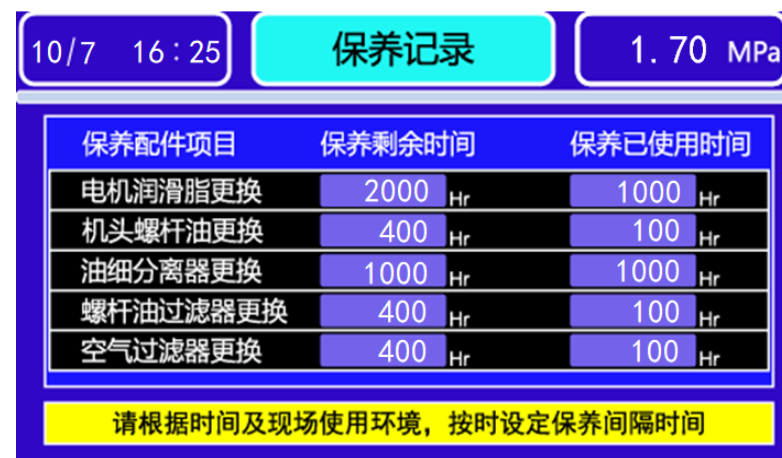 10/7 16:25 保养记录 1.70 MPa
保养配件项目 保养剩余时间 保养已使用时间
电机润滑脂更换 2000 Hr 1000 Hr
机头螺杆油更换 400 Hr 100 Hr
油细分离器更换 1000 Hr 1000 Hr
螺杆油过滤器更换 400 Hr 100 Hr
空气过滤器更换 400 Hr 100 Hr
请根据时间及现场使用环境，按时设定保养间隔时间